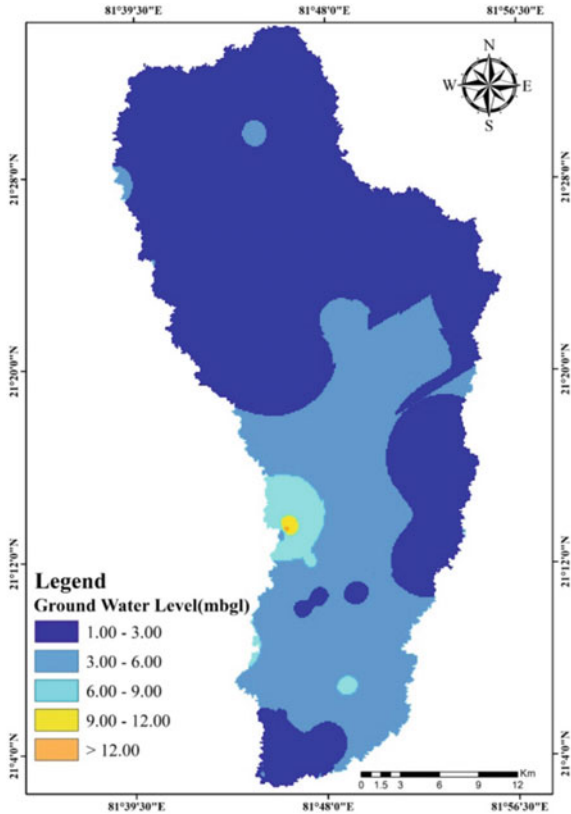 81°39'30"E 81°48'0"E 81°56'30"E
N
W E
S
21°28'0"N 21°28'0"N
21°20'0"N 21°20'0"N
21°12'0"N 21°12'0"N
Legend
Ground Water Level(mbgl)
1.00 - 3.00
3.00 - 6.00
6.00 - 9.00
9.00 - 12.00
> 12.00
21°4'0"N 21°4'0"N
Km
0 1.5 3 6 9 12
81°39'30"E 81°48'0"E 81°56'30"E